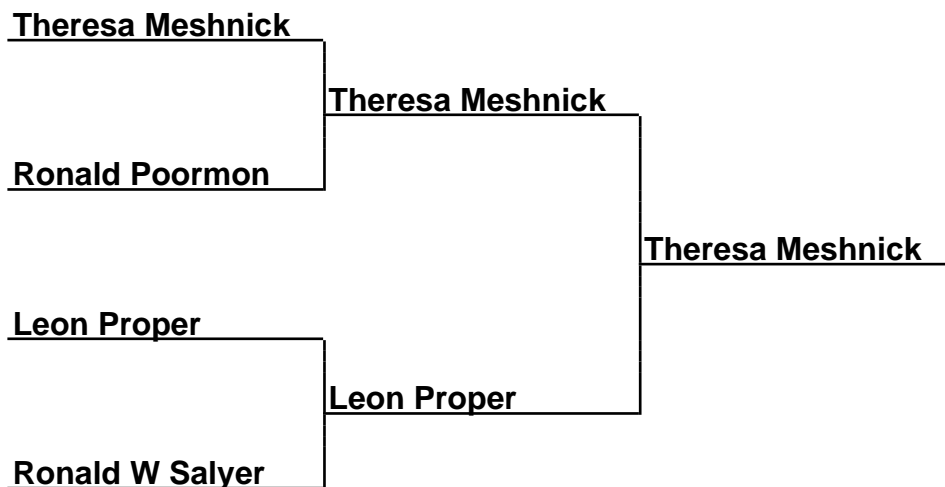 Theresa Meshnick
Theresa Meshnick
Ronald Poormon
Theresa Meshnick
Leon Proper
Leon Proper
Ronald W Salyer